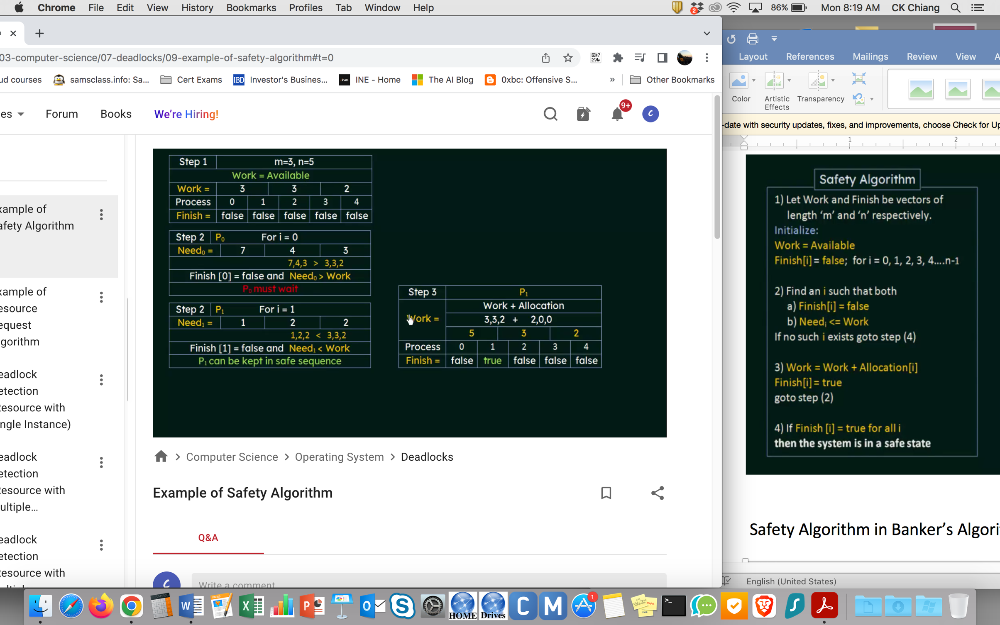 Chrome File Edit View History Bookmarks Profiles Tab Window Help 2 86% Mon 8:19 AM CK Chiang
03-computer-science/07-deadlocks/09-example-of-safety-algorithm#t=0
ud courses samsclass.info: Sa... Cert Exams IBD Investor's Busines... INE INE - Home The AI Blog 0xbc: Offensive S... » Other Bookmarks
es Forum Books We're Hiring! 9+ C
xample of
afety Algorithm
xample of
esource
equest
gorithm
eadlock
etection
Resource with
ngle Instance)
eadlock
etection
Resource with
ultiple...
eadlock
etection
Resource with
Step 1 m=3, n=5
Work = Available
Work = 3 3 2
Process 0 1 2 3 4
Finish = false false false false false
Step 2 P₀ For i = 0
Need₀ = 7 4 3
7,4,3 > 3,3,2
Finish [0] = false and Need₀ > Work
P₀ must wait
Step 2 P₁ For i = 1
Need₁ = 1 2 2
1,2,2 < 3,3,2
Finish [1] = false and Need₁ < Work
P₁ can be kept in safe sequence
Step 3 P₁
Work + Allocation
Work = 3,3,2 + 2,0,0
5 3 2
Process 0 1 2 3 4
Finish = false true false false false
> Computer Science > Operating System > Deadlocks
Example of Safety Algorithm
Q&A
C Write a comment
Layout References Mailings Review View A
Color Artistic Effects Transparency
-date with security updates, fixes, and improvements, choose Check for Up
1 2
Safety Algorithm
1) Let Work and Finish be vectors of
length ‘m’ and ‘n’ respectively.
Initialize:
Work = Available
Finish[i] = false; for i = 0, 1, 2, 3, 4....n-1
2) Find an i such that both
a) Finish[i] = false
b) Needᵢ <= Work
If no such i exists goto step (4)
3) Work = Work + Allocation[i]
Finish[i] = true
goto step (2)
4) If Finish [i] = true for all i
then the system is in a safe state
Safety Algorithm in Banker’s Algori
English (United States)
3.141593 W PAGES X P O S HOME Drives C M 1 >_